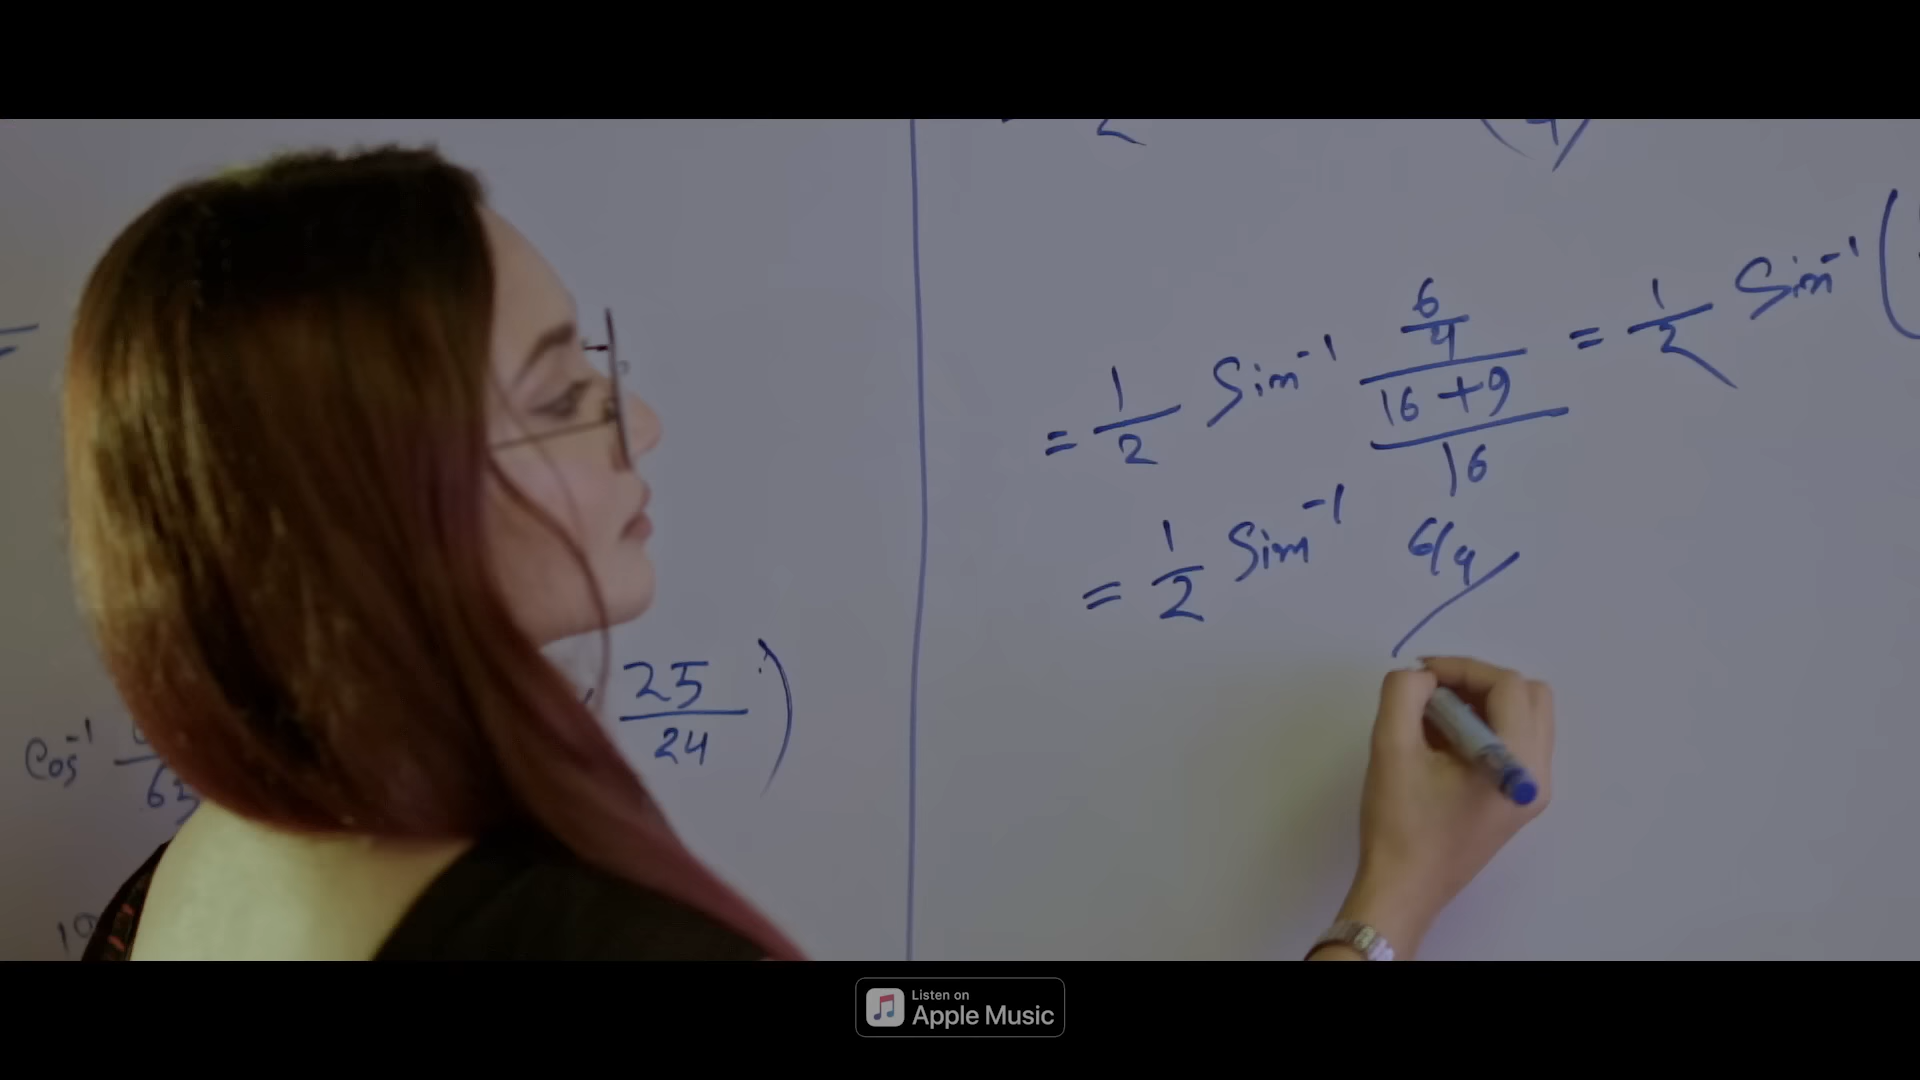 = 1/2 Sin⁻¹ (6/4)/((16+9)/16) = 1/2 Sin⁻¹ (
= 1/2 Sin⁻¹ 6/4 /
25/24 )
Cos⁻¹
Listen on
Apple Music